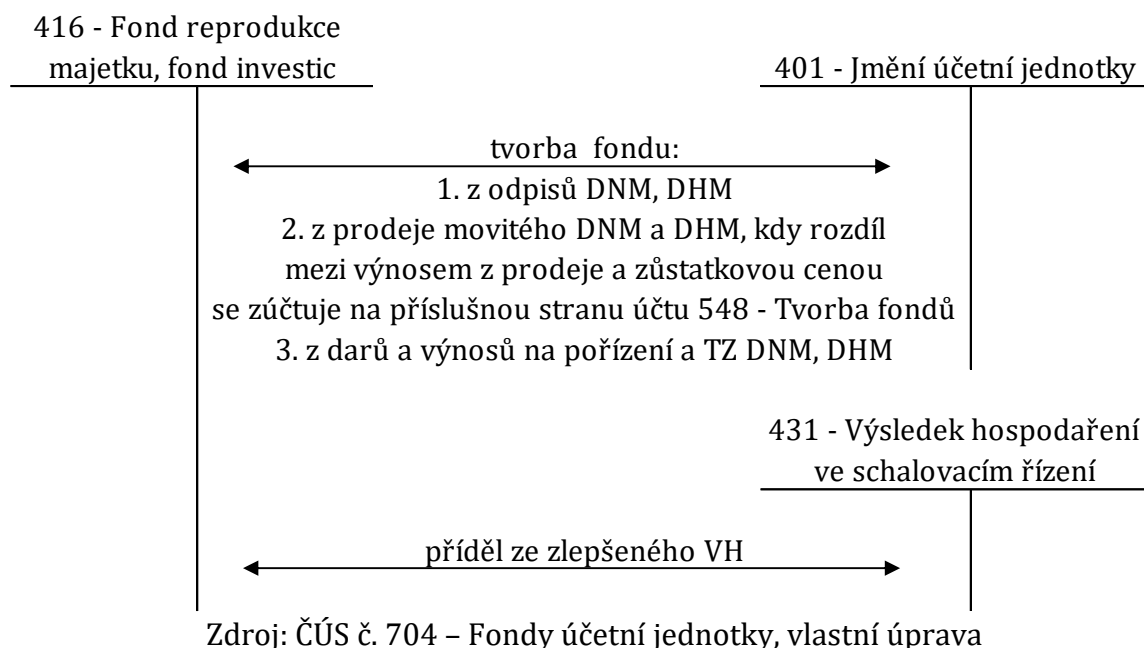 416 - Fond reprodukce
majetku, fond investic
401 - Jmění účetní jednotky
tvorba fondu:
1. z odpisů DNM, DHM
2. z prodeje movitého DNM a DHM, kdy rozdíl
mezi výnosem z prodeje a zůstatkovou cenou
se zúčtuje na příslušnou stranu účtu 548 - Tvorba fondů
3. z darů a výnosů na pořízení a TZ DNM, DHM
431 - Výsledek hospodaření
ve schalovacím řízení
příděl ze zlepšeného VH
Zdroj: ČÚS č. 704 – Fondy účetní jednotky, vlastní úprava